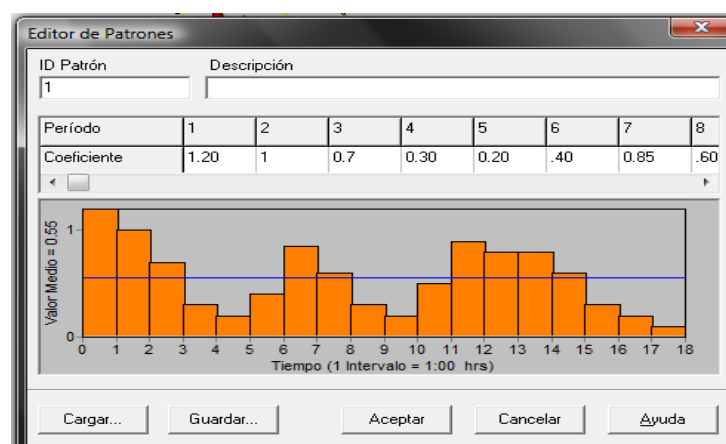 Editor de Patrones
ID Patrón Descripción
1
Período 1 2 3 4 5 6 7 8
Coeficiente 1.20 1 0.7 0.30 0.20 .40 0.85 .60
Valor Medio = 0.55
1
0
0 1 2 3 4 5 6 7 8 9 10 11 12 13 14 15 16 17 18
Tiempo (1 Intervalo = 1:00 hrs)
Cargar... Guardar... Aceptar Cancelar Ayuda